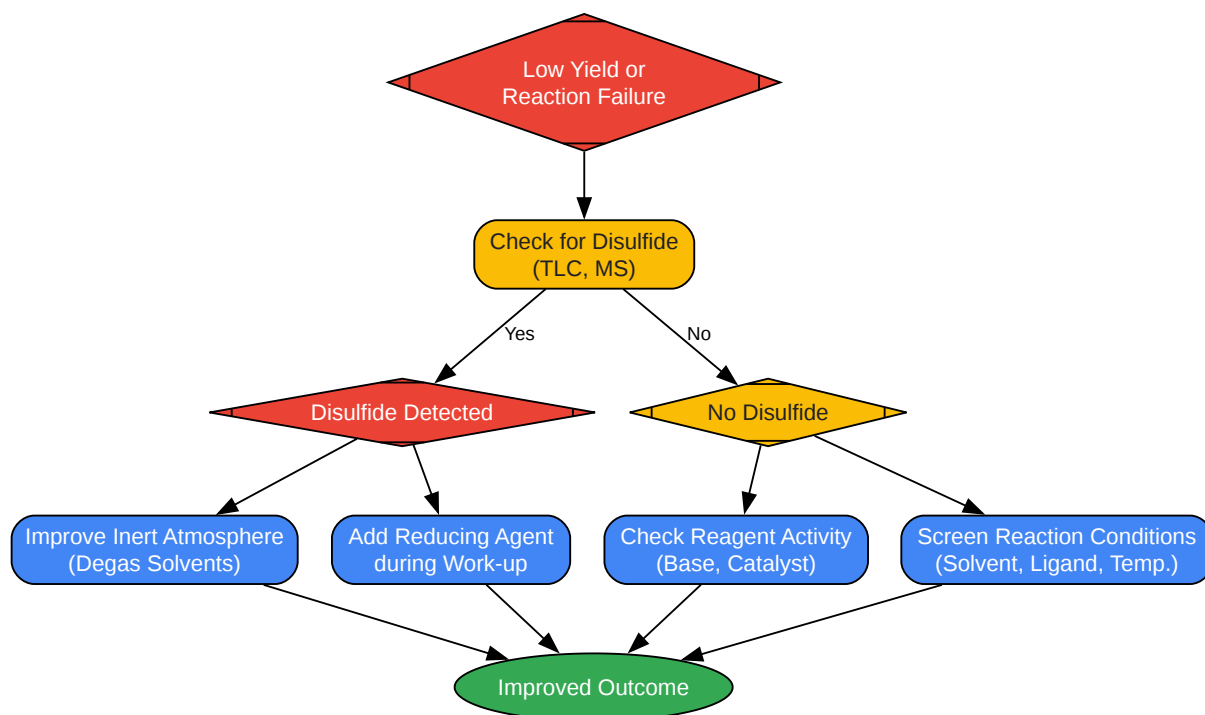 Low Yield or
Reaction Failure
Check for Disulfide
(TLC, MS)
Yes
No
Disulfide Detected
No Disulfide
Improve Inert Atmosphere
(Degas Solvents)
Add Reducing Agent
during Work-up
Check Reagent Activity
(Base, Catalyst)
Screen Reaction Conditions
(Solvent, Ligand, Temp.)
Improved Outcome